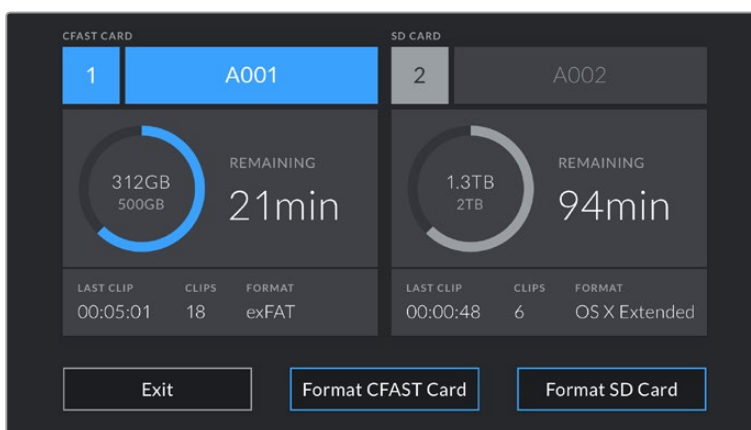 CFAST CARD
1
A001
312GB
500GB
REMAINING
21min
LAST CLIP
00:05:01
CLIPS
18
FORMAT
exFAT
SD CARD
2
A002
1.3TB
2TB
REMAINING
94min
LAST CLIP
00:00:48
CLIPS
6
FORMAT
OS X Extended
Exit
Format CFAST Card
Format SD Card